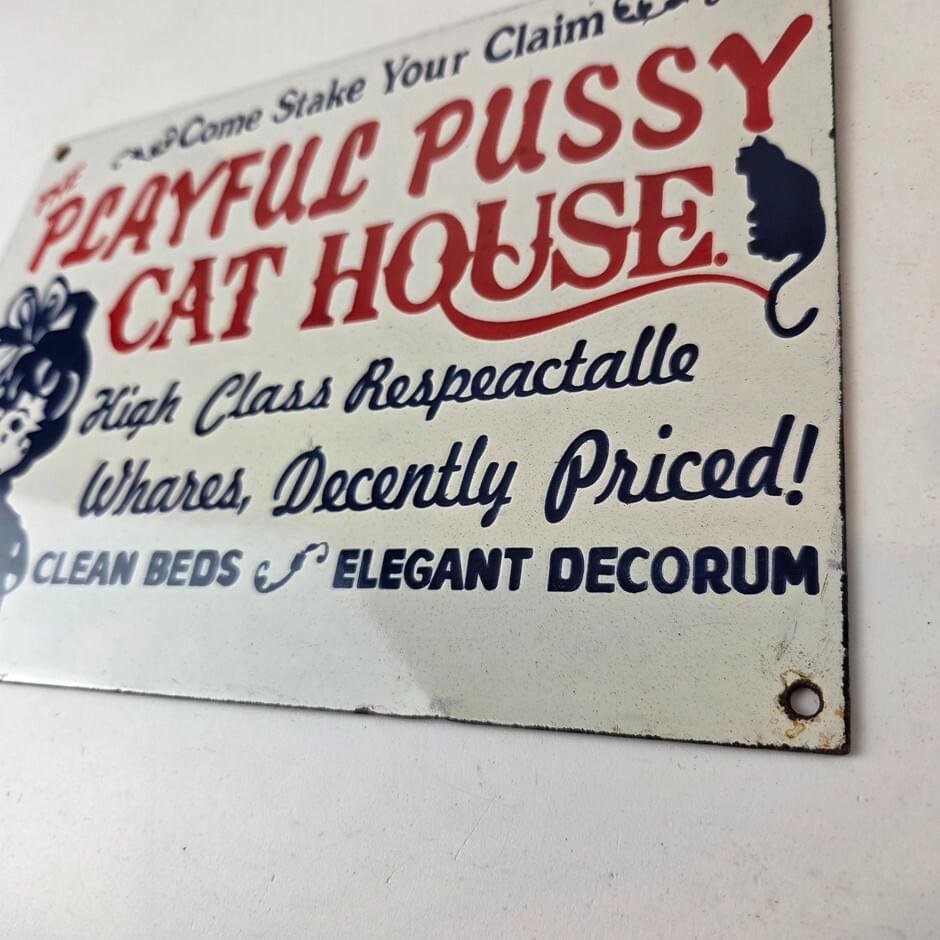 Come Stake Your Claim
THE
PLAYFUL PUSSY
CAT HOUSE.
High Class Respeactalle
Whares, Decently Priced!
CLEAN BEDS ELEGANT DECORUM